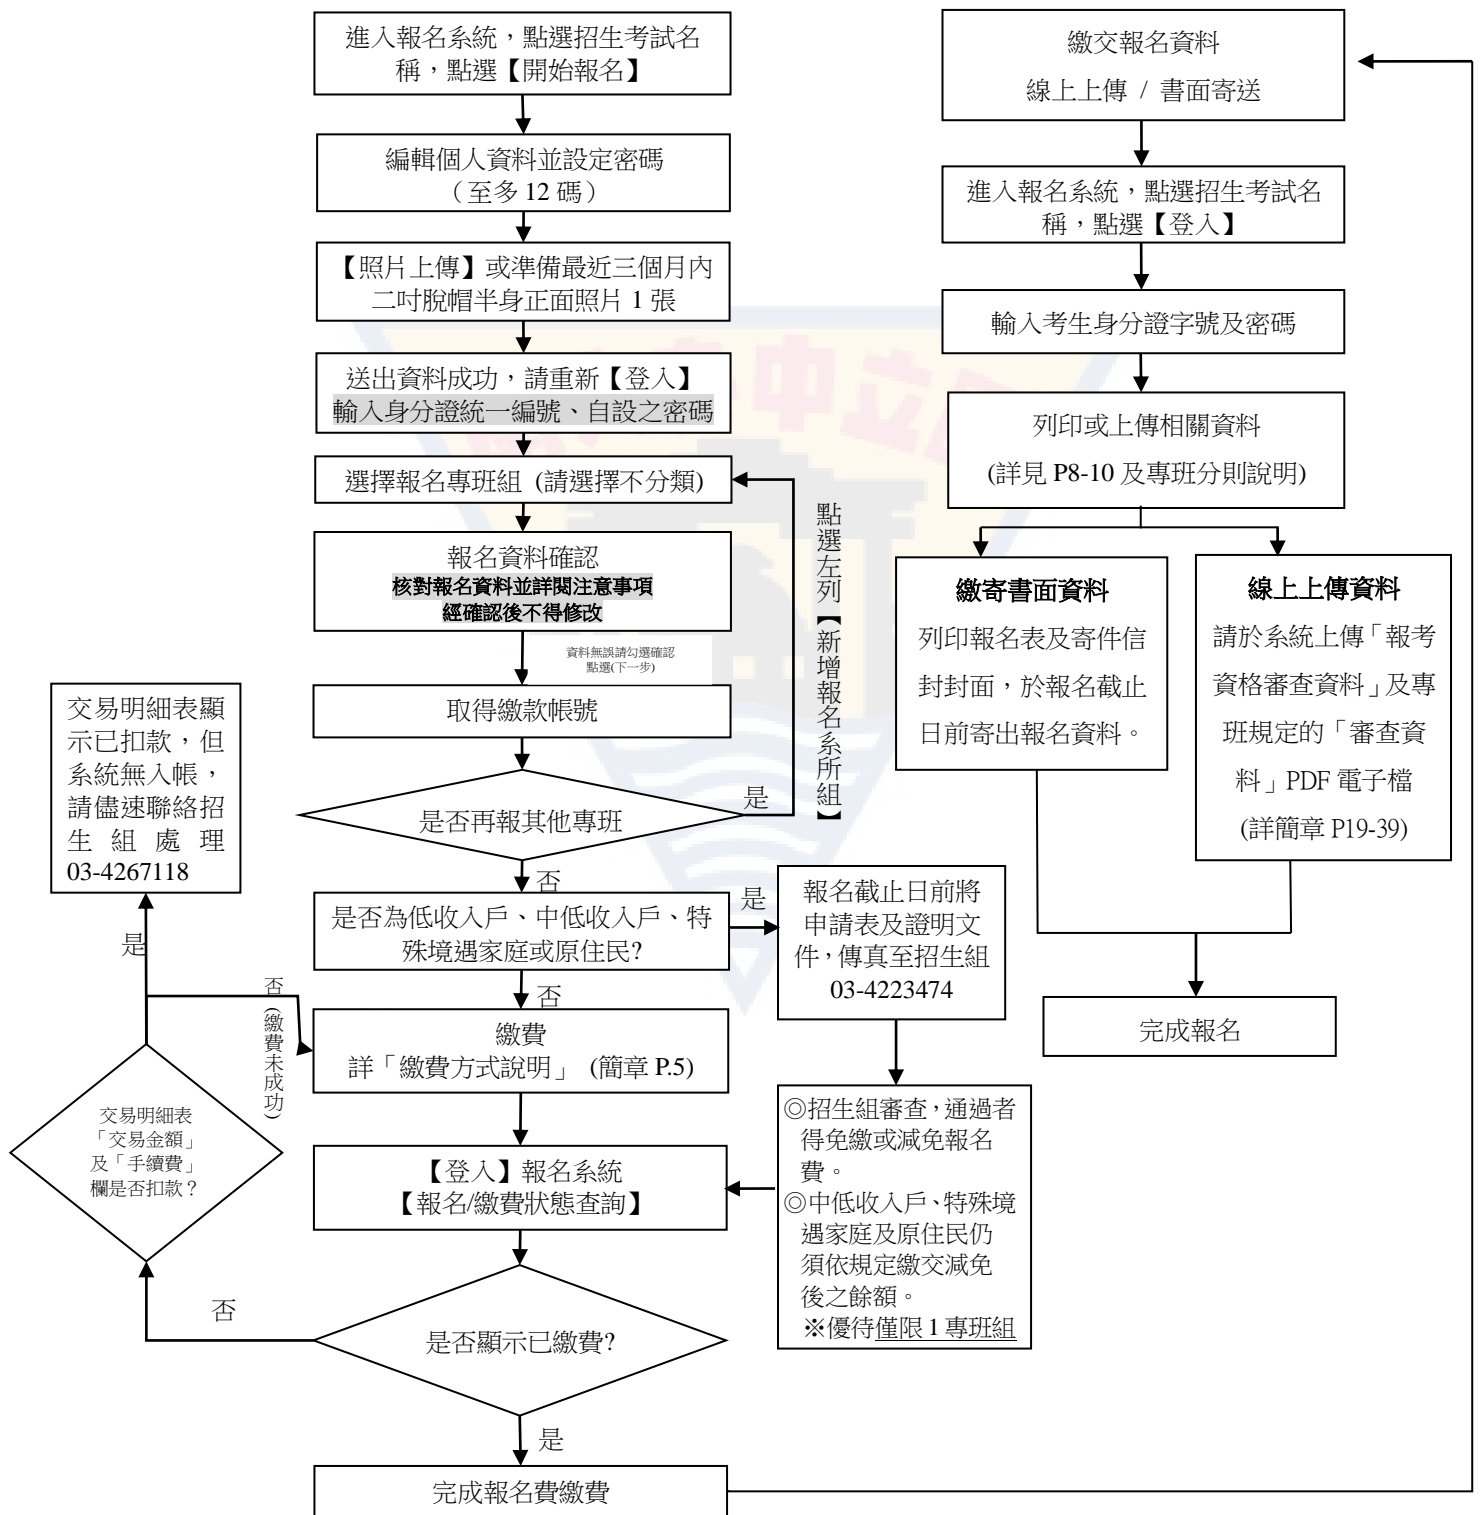 進入報名系統，點選招生考試名
稱，點選【開始報名】
編輯個人資料並設定密碼
（至多 12 碼）
【照片上傳】或準備最近三個月內
二吋脫帽半身正面照片 1 張
送出資料成功，請重新【登入】
輸入身分證統一編號、自設之密碼
選擇報名專班組 (請選擇不分類)
報名資料確認
核對報名資料並詳閱注意事項
經確認後不得修改
資料無誤請勾選確認
點選(下一步)
取得繳款帳號
是否再報其他專班
是
點選左列【新增報名系所組】
否
是否為低收入戶、中低收入戶、特
殊境遇家庭或原住民?
是
報名截止日前將
申請表及證明文
件，傳真至招生組
03-4223474
◎招生組審查，通過者
得免繳或減免報名
費。
◎中低收入戶、特殊境
遇家庭及原住民仍
須依規定繳交減免
後之餘額。
※優待僅限 1 專班組
否
繳費
詳「繳費方式說明」 (簡章 P.5)
【登入】報名系統
【報名/繳費狀態查詢】
是否顯示已繳費?
否
交易明細表
「交易金額」
及「手續費」
欄是否扣款？
否(繳費未成功)
是
交易明細表顯
示已扣款，但
系統無入帳，
請儘速聯絡招
生組處理
03-4267118
是
完成報名費繳費
繳交報名資料
線上上傳 / 書面寄送
進入報名系統，點選招生考試名
稱，點選【登入】
輸入考生身分證字號及密碼
列印或上傳相關資料
(詳見 P8-10 及專班分則說明)
繳寄書面資料
列印報名表及寄件信
封封面，於報名截止
日前寄出報名資料。
線上上傳資料
請於系統上傳「報考
資格審查資料」及專
班規定的「審查資
料」PDF 電子檔
(詳簡章 P19-39)
完成報名